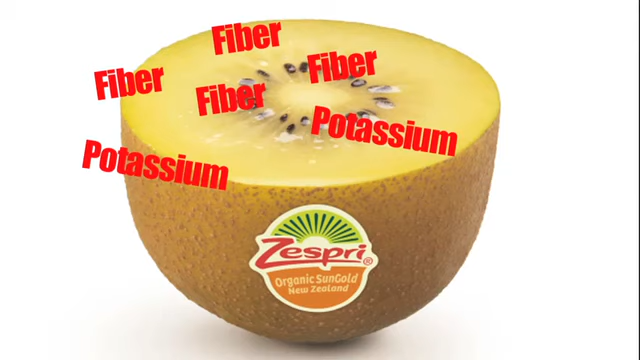 Fiber
Fiber
Fiber
Fiber
Potassium
Potassium
Zespri®
Organic SunGold
New Zealand